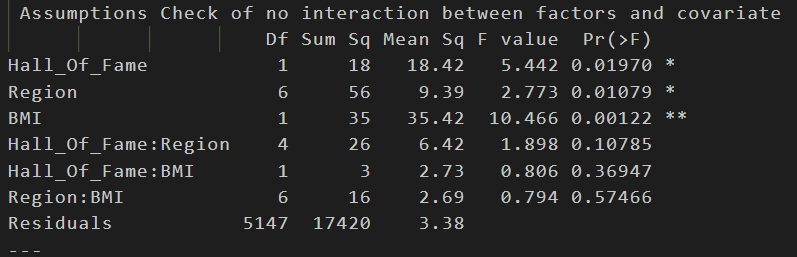 Assumptions Check of no interaction between factors and covariate
Df Sum Sq Mean Sq F value Pr(>F)
Hall_Of_Fame 1 18 18.42 5.442 0.01970 *
Region 6 56 9.39 2.773 0.01079 *
BMI 1 35 35.42 10.466 0.00122 **
Hall_Of_Fame:Region 4 26 6.42 1.898 0.10785
Hall_Of_Fame:BMI 1 3 2.73 0.806 0.36947
Region:BMI 6 16 2.69 0.794 0.57466
Residuals 5147 17420 3.38
---